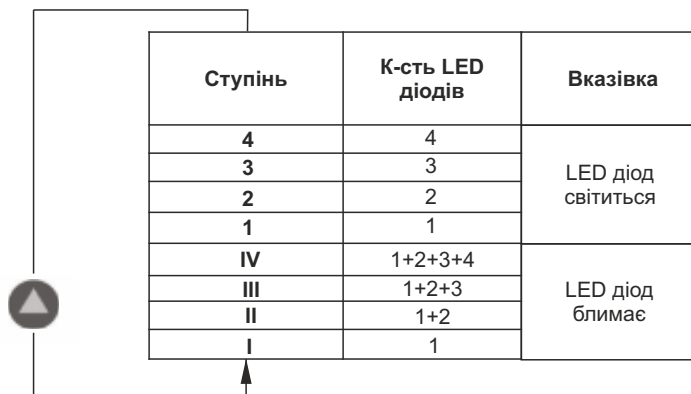 Ступінь К-сть LED діодів Вказівка
4 4 LED діод світиться
3 3
2 2
1 1
IV 1+2+3+4 LED діод блимає
III 1+2+3
II 1+2
I 1